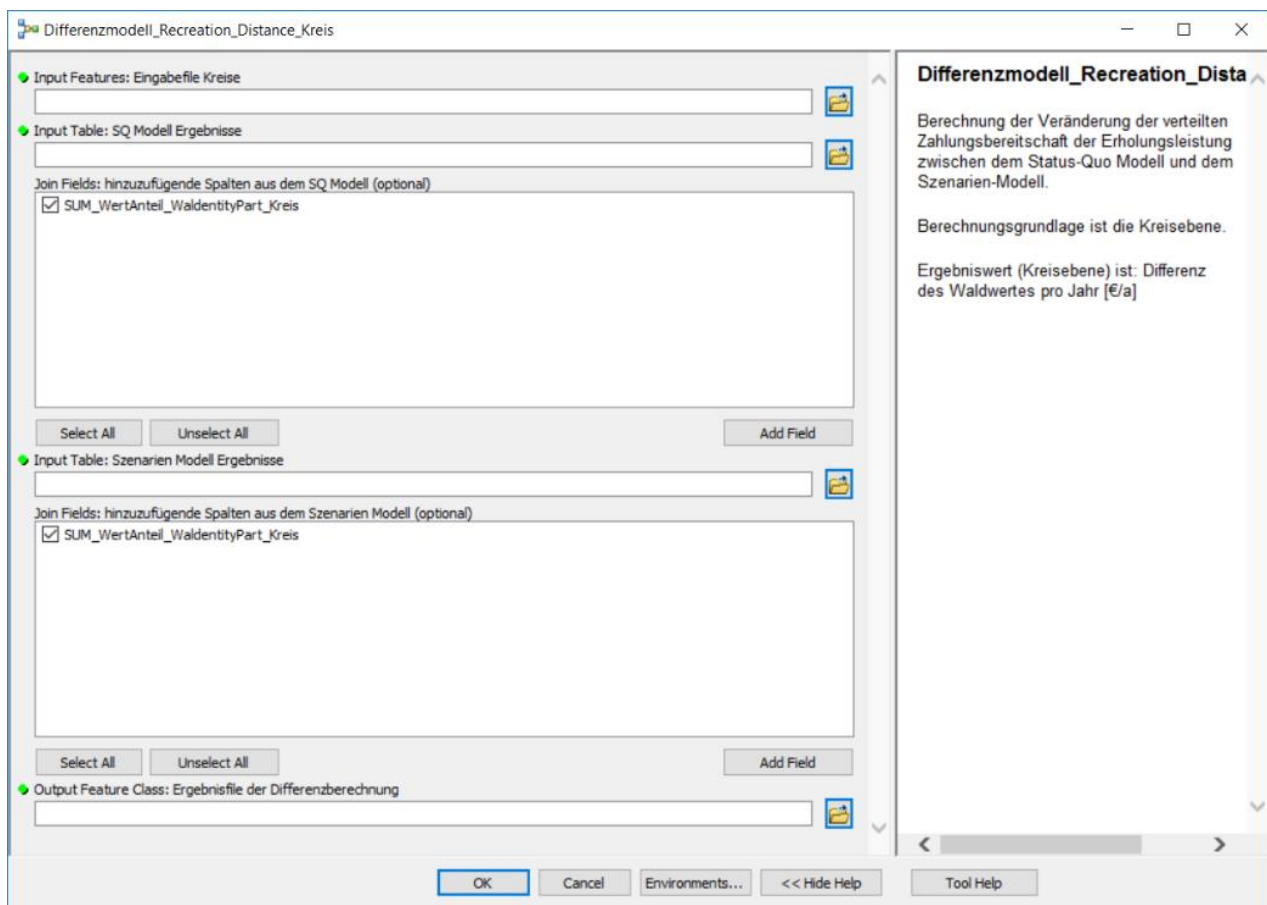 Differenzmodell_Recreation_Distance_Kreis
Input Features: Eingabefile Kreise
Input Table: SQ Modell Ergebnisse
Join Fields: hinzuzufügende Spalten aus dem SQ Modell (optional)
SUM_WertAnteil_WaldentityPart_Kreis
Select All
Unselect All
Add Field
Input Table: Szenarien Modell Ergebnisse
Join Fields: hinzuzufügende Spalten aus dem Szenarien Modell (optional)
SUM_WertAnteil_WaldentityPart_Kreis
Select All
Unselect All
Add Field
Output Feature Class: Ergebnisfile der Differenzberechnung
Differenzmodell_Recreation_Dista
Berechnung der Veränderung der verteilten
Zahlungsbereitschaft der Erholungsleistung
zwischen dem Status-Quo Modell und dem
Szenarien-Modell.
Berechnungsgrundlage ist die Kreisebene.
Ergebniswert (Kreisebene) ist: Differenz
des Waldwertes pro Jahr [€/a]
OK
Cancel
Environments...
<< Hide Help
Tool Help